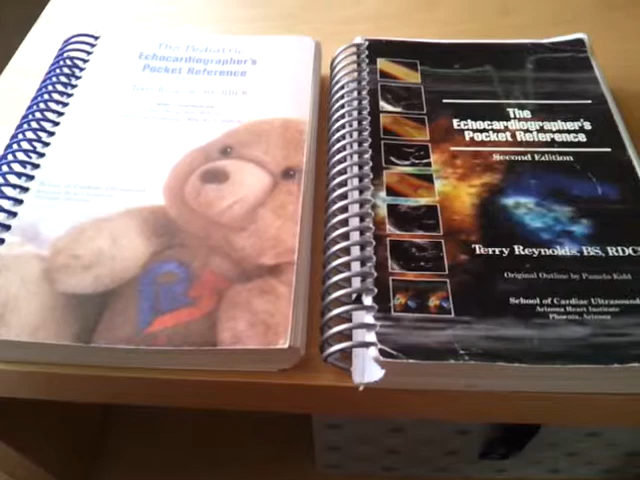 The Pediatric
Echocardiographer's
Pocket Reference
The
Echocardiographer's
Pocket Reference
Second Edition
Terry Reynolds, BS, RDCS
Original Outline by Pamela Kohl
School of Cardiac Ultrasound
Arizona Heart Institute
Phoenix, Arizona